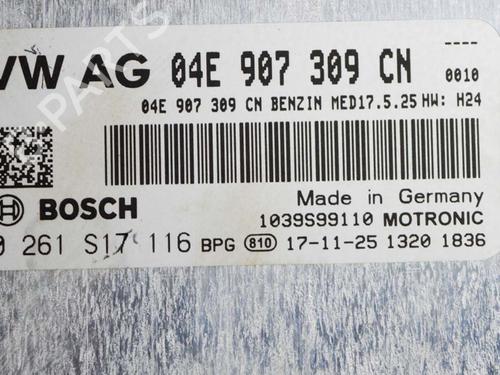 VW AG 04E 907 309 CN 0010
04E 907 309 CN BENZIN MED17.5.25 HW: H24
BOSCH
Made in Germany
1039S99110 MOTRONIC
0 261 S17 116 BPG 810 17-11-25 1320 1836
PARTS